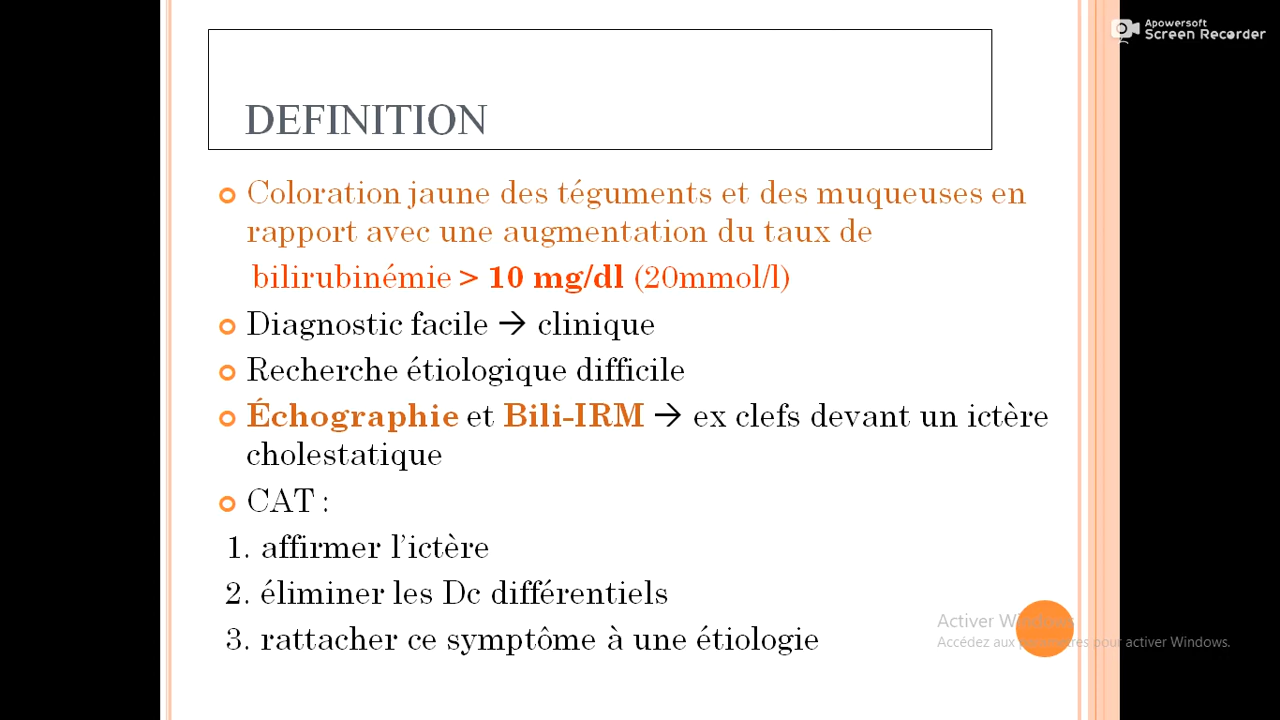 Apowersoft
Screen Recorder
DEFINITION
Coloration jaune des téguments et des muqueuses en
rapport avec une augmentation du taux de
bilirubinémie > 10 mg/dl (20mmol/l)
Diagnostic facile → clinique
Recherche étiologique difficile
Échographie et Bili-IRM → ex clefs devant un ictère
cholestatique
CAT :
1. affirmer l’ictère
2. éliminer les Dc différentiels
3. rattacher ce symptôme à une étiologie
Activer Windows
Accédez aux paramètres pour activer Windows.